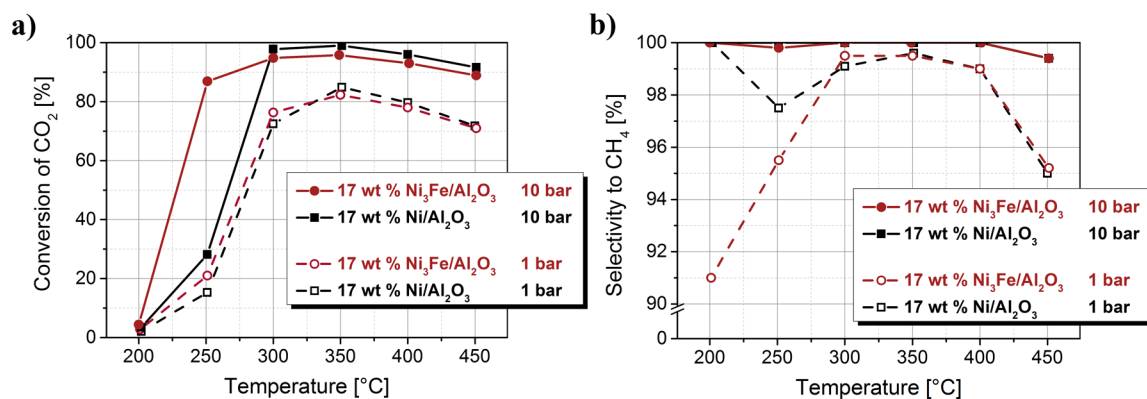 a)
Conversion of CO₂ [%]
100
80
60
40
20
0
200 250 300 350 400 450
Temperature [°C]
17 wt % Ni₃Fe/Al₂O₃ 10 bar
17 wt % Ni/Al₂O₃ 10 bar
17 wt % Ni₃Fe/Al₂O₃ 1 bar
17 wt % Ni/Al₂O₃ 1 bar
b)
Selectivity to CH₄ [%]
100
98
96
94
92
90
0
200 250 300 350 400 450
Temperature [°C]
17 wt % Ni₃Fe/Al₂O₃ 10 bar
17 wt % Ni/Al₂O₃ 10 bar
17 wt % Ni₃Fe/Al₂O₃ 1 bar
17 wt % Ni/Al₂O₃ 1 bar